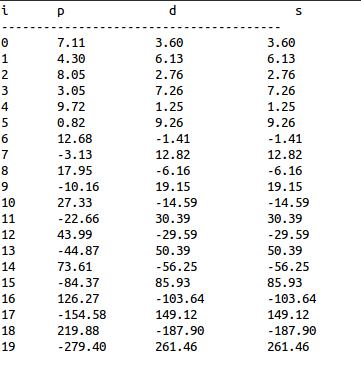 i p d s
----------------------------------------
0 7.11 3.60 3.60
1 4.30 6.13 6.13
2 8.05 2.76 2.76
3 3.05 7.26 7.26
4 9.72 1.25 1.25
5 0.82 9.26 9.26
6 12.68 -1.41 -1.41
7 -3.13 12.82 12.82
8 17.95 -6.16 -6.16
9 -10.16 19.15 19.15
10 27.33 -14.59 -14.59
11 -22.66 30.39 30.39
12 43.99 -29.59 -29.59
13 -44.87 50.39 50.39
14 73.61 -56.25 -56.25
15 -84.37 85.93 85.93
16 126.27 -103.64 -103.64
17 -154.58 149.12 149.12
18 219.88 -187.90 -187.90
19 -279.40 261.46 261.46